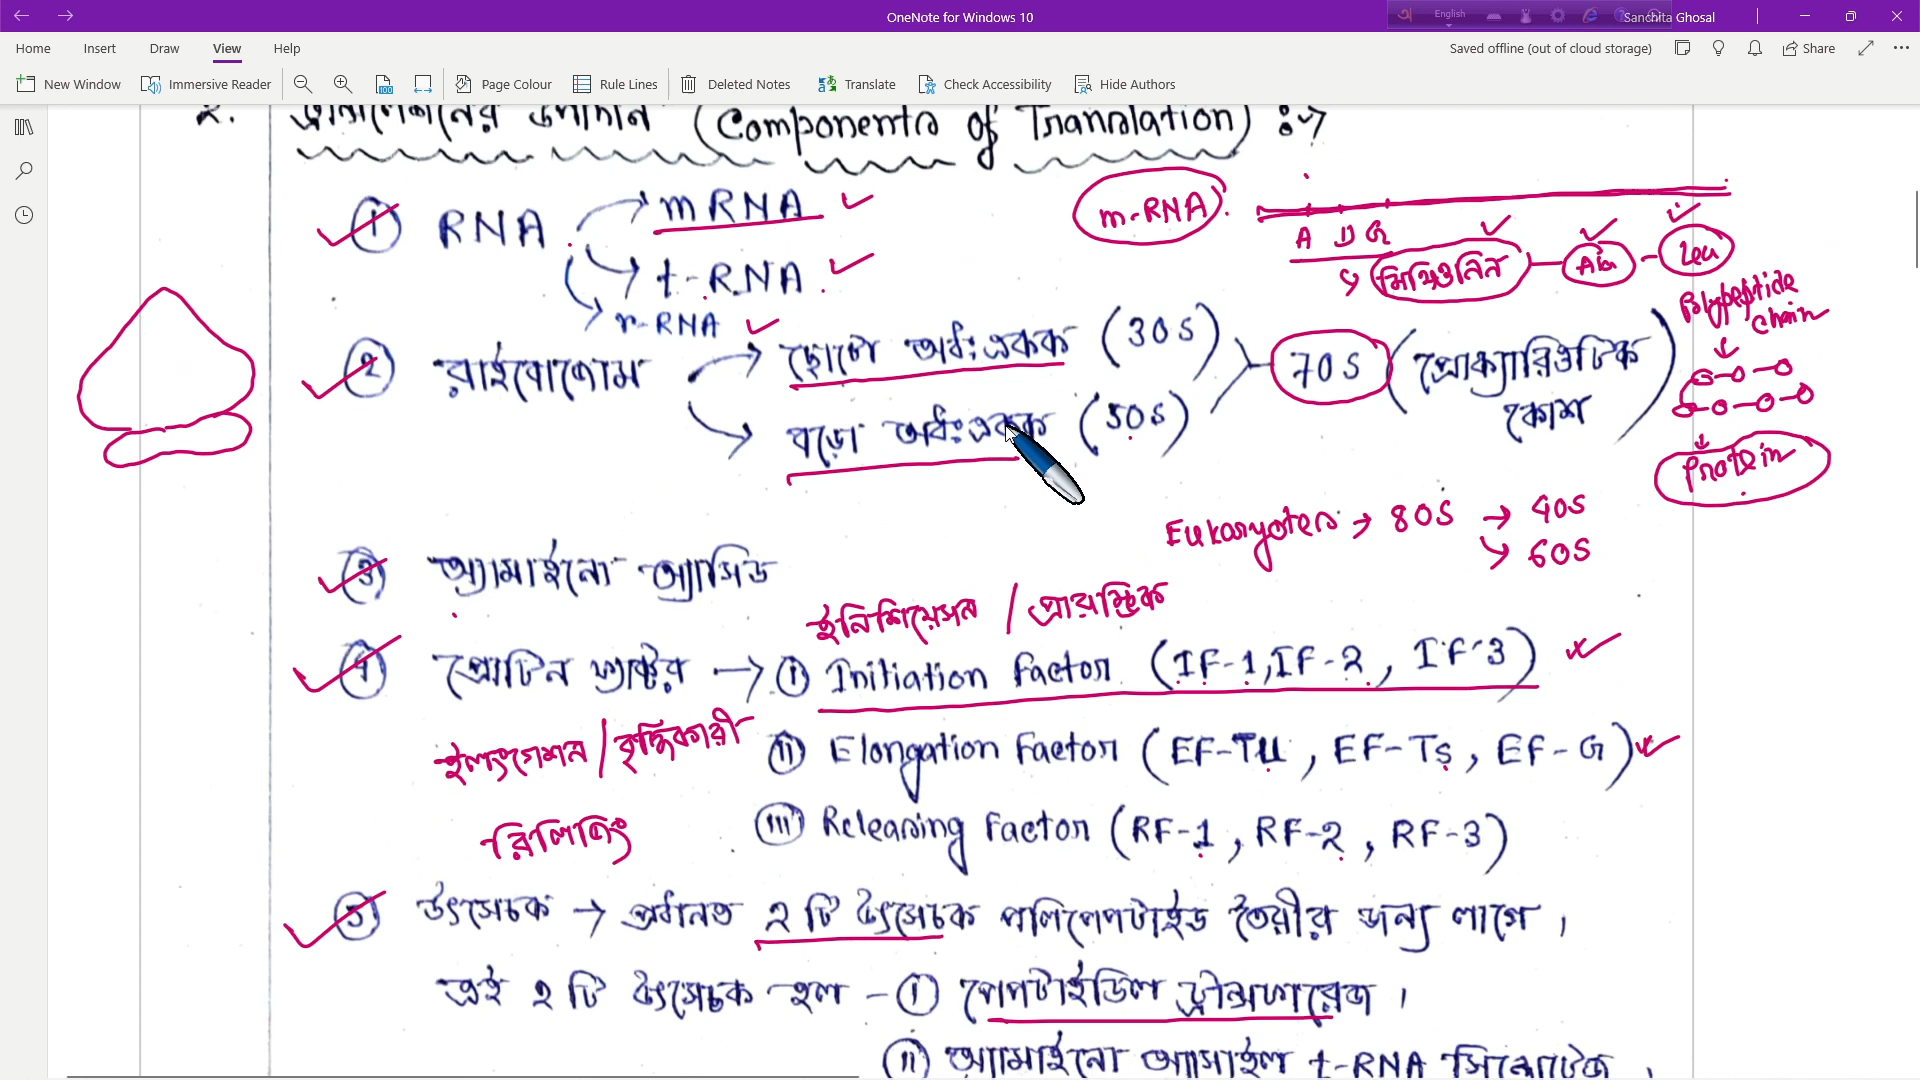 OneNote for Windows 10
English
Sanchita Ghosal
Home Insert Draw View Help
Saved offline (out of cloud storage) Share
New Window Immersive Reader Page Colour Rule Lines Deleted Notes Translate Check Accessibility Hide Authors
২. ট্রান্সলেশনের উপাদান (Components of Translation) :→
① RNA → mRNA
→ t-RNA
→ r-RNA
m-RNA
A U G
মিথিওনিন — Ala — Leu
Polypeptide chain
Protein
② রাইবোজোম → ছোটো অধঃএকক (30S)
→ বড়ো অধঃএকক (50S)
70S (প্রোক্যারিওটিক কোশ)
Eukaryotes → 80S → 40S
→ 60S
③ অ্যামাইনো অ্যাসিড
ইনিশিয়েসন / প্রারম্ভিক
④ প্রোটিন ফ্যাক্টর → ⓘ Initiation Factor (IF-1, IF-2, IF-3)
ইলংগেশন / বৃদ্ধিকারী
ⅱ Elongation Factor (EF-TU, EF-Ts, EF-G)
রিলিজিং
ⅲ Releasing Factor (RF-1, RF-2, RF-3)
⑤ উৎসেচক → প্রধানত ২ টি উৎসেচক পলিপেপটাইড তৈরীর জন্য লাগে।
এই ২ টি উৎসেচক হল - ⓘ পেপটাইডিল ট্রান্সফারেজ।
ⅱ অ্যামাইনো অ্যাসাইল t-RNA সিন্থেটেজ।